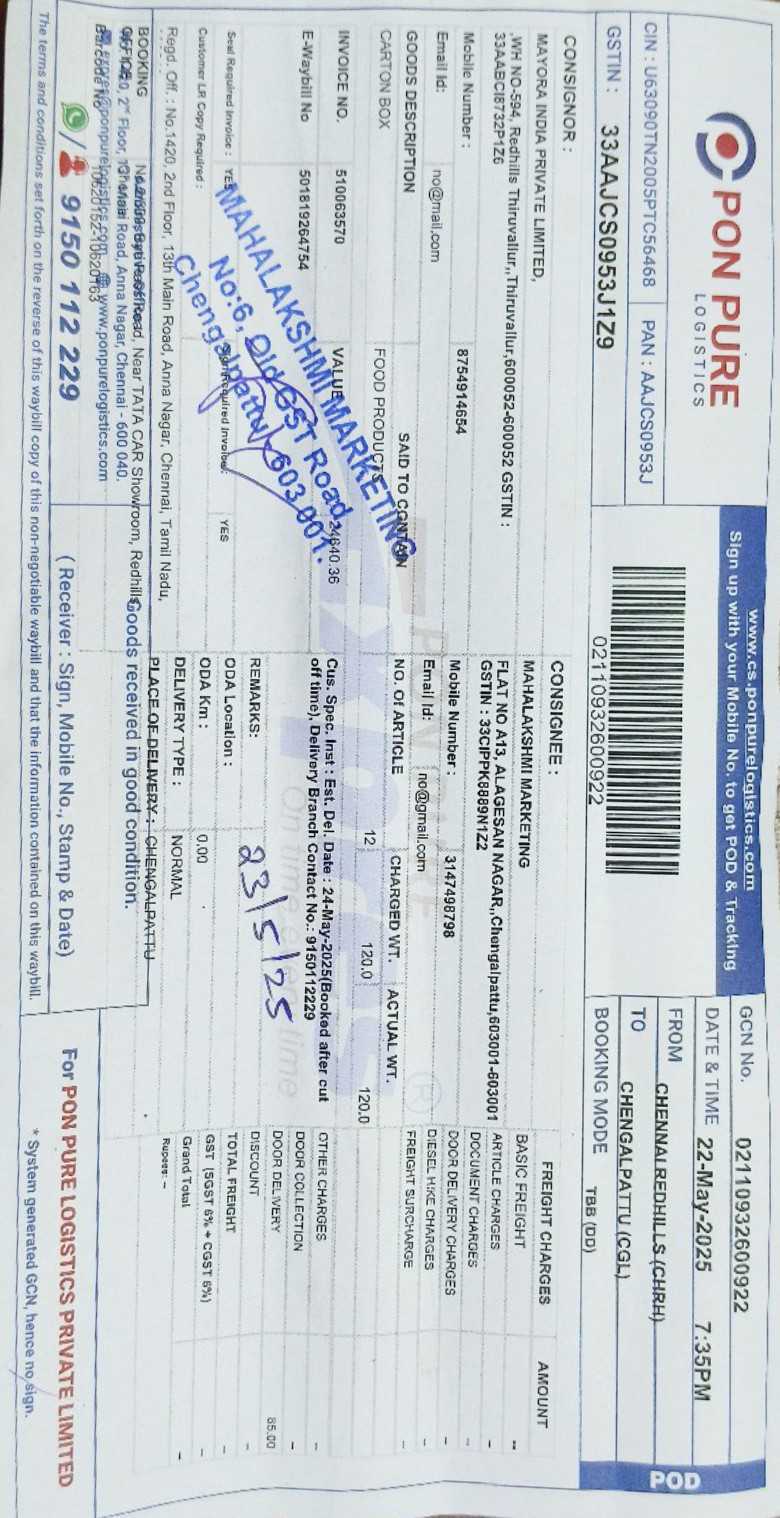 PON PURE
LOGISTICS
www.cs.ponpurelogistics.com
Sign up with your Mobile No. to get POD & Tracking
CIN : U63090TN2005PTC56468 PAN : AAJCS0953J
GSTIN : 33AAJCS0953J1Z9
02110932600922
GCN No. 02110932600922
DATE & TIME 22-May-2025 7:35PM
FROM CHENNAI REDHILLS (CHRH)
TO CHENGALPATTU (CGL)
BOOKING MODE TBB (DD)
POD
CONSIGNOR :
MAYORA INDIA PRIVATE LIMITED,
,WH NO-594, Redhills Thiruvallur,,Thiruvallur,600052-600052 GSTIN :
33AABCI8732P1Z6
Mobile Number : 8754914654
Email Id: no@mail.com
CONSIGNEE :
MAHALAKSHMI MARKETING
FLAT NO A13, ALAGESAN NAGAR,,Chengalpattu,603001-603001
GSTIN : 33CIPPK8889N1Z2
Mobile Number : 3147498798
Email Id: no@gmail.com
GOODS DESCRIPTION SAID TO CONTAIN NO. Of ARTICLE CHARGED WT. ACTUAL WT.
CARTON BOX FOOD PRODUCTS 12 120.0 120.0
INVOICE NO. 510063570 VALUE 24640.36
E-Waybill No 501819264754
Cus. Spec. Inst : Est. Del. Date : 24-May-2025(Booked after cut
off time), Delivery Branch Contact No.: 9150112229
Seal Required Invoice : YES Sign Required Invoice: YES
Customer LR Copy Required :
REMARKS:
23/5/25
ODA Location :
ODA Km : 0.00
DELIVERY TYPE : NORMAL
PLACE OF DELIVERY : CHENGALPATTU
MAHALAKSHMI MARKETING
No:6, Old GST Road,
Chengalpattu - 603 001.
FREIGHT CHARGES AMOUNT
BASIC FREIGHT --
ARTICLE CHARGES -
DOCUMENT CHARGES -
DOOR DELIVERY CHARGES -
DIESEL HIKE CHARGES -
FREIGHT SURCHARGE -
OTHER CHARGES -
DOOR COLLECTION -
DOOR DELIVERY 85.00
DISCOUNT -
TOTAL FREIGHT -
GST (SGST 6% + CGST 6%) -
Grand Total -
Rupees: -
Regd. Off. : No.1420, 2nd Floor, 13th Main Road, Anna Nagar, Chennai, Tamil Nadu,
BOOKING
OFFICE
Road, Near TATA CAR Showroom, Redhills,
2nd Floor, 13th Main Road, Anna Nagar, Chennai - 600 040.
www.ponpurelogistics.com
Barcode No 10620152-10620163
/ 9150 112 229
Goods received in good condition.
( Receiver : Sign, Mobile No., Stamp & Date)
For PON PURE LOGISTICS PRIVATE LIMITED
* System generated GCN, hence no sign.
The terms and conditions set forth on the reverse of this waybill copy of this non-negotiable waybill and that the information contained on this waybill.